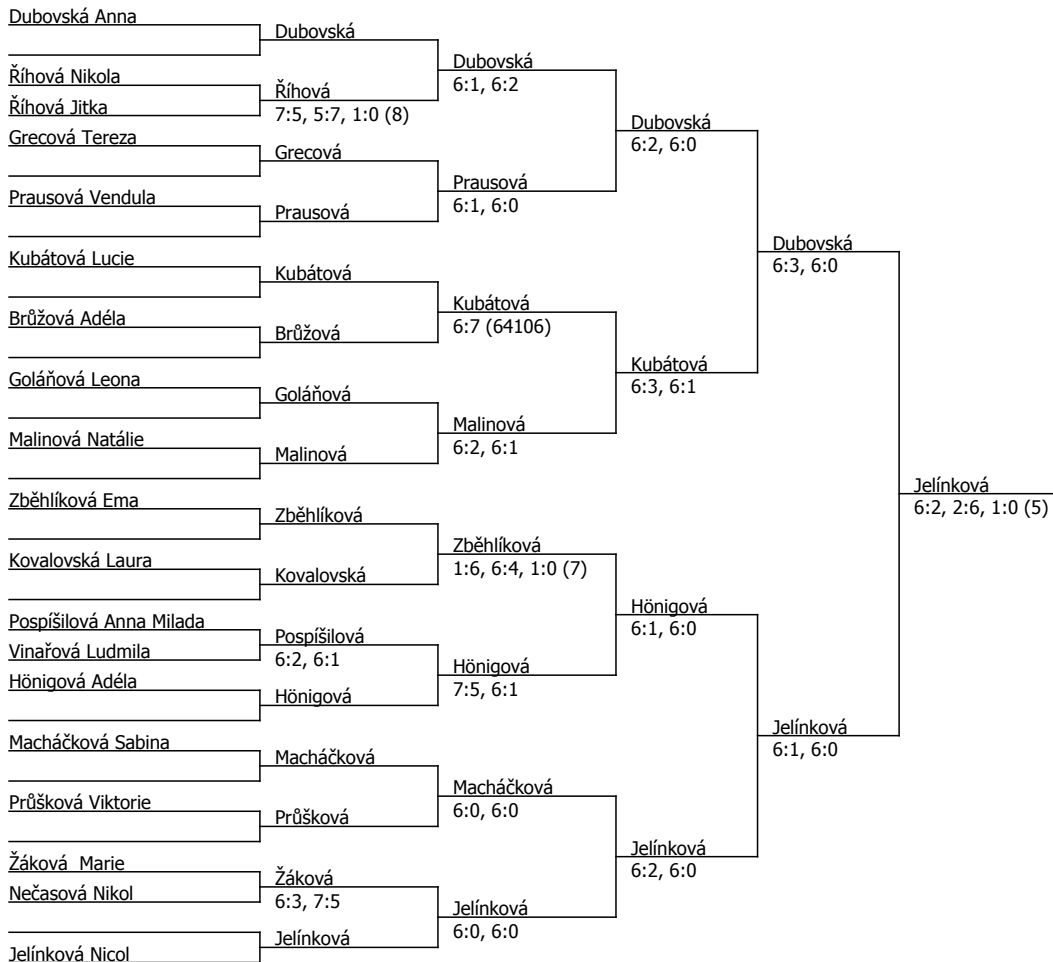 Dubovská Anna
Dubovská
Dubovská
6:1, 6:2
Říhová Nikola
Říhová
7:5, 5:7, 1:0 (8)
Říhová Jitka
Dubovská
6:2, 6:0
Grecová Tereza
Grecová
Prausová
6:1, 6:0
Prausová Vendula
Prausová
Dubovská
6:3, 6:0
Kubátová Lucie
Kubátová
Kubátová
6:7 (64106)
Brůžová Adéla
Brůžová
Kubátová
6:3, 6:1
Goláňová Leona
Goláňová
Malinová
6:2, 6:1
Malinová Natálie
Malinová
Jelínková
6:2, 2:6, 1:0 (5)
Zběhlíková Ema
Zběhlíková
Zběhlíková
1:6, 6:4, 1:0 (7)
Kovalovská Laura
Kovalovská
Hönigová
6:1, 6:0
Pospíšilová Anna Milada
Pospíšilová
6:2, 6:1
Vinařová Ludmila
Hönigová
7:5, 6:1
Hönigová Adéla
Hönigová
Jelínková
6:1, 6:0
Macháčková Sabina
Macháčková
Macháčková
6:0, 6:0
Průšková Viktorie
Průšková
Jelínková
6:2, 6:0
Žáková  Marie
Žáková
6:3, 7:5
Nečasová Nikol
Jelínková
6:0, 6:0
Jelínková
Jelínková Nicol